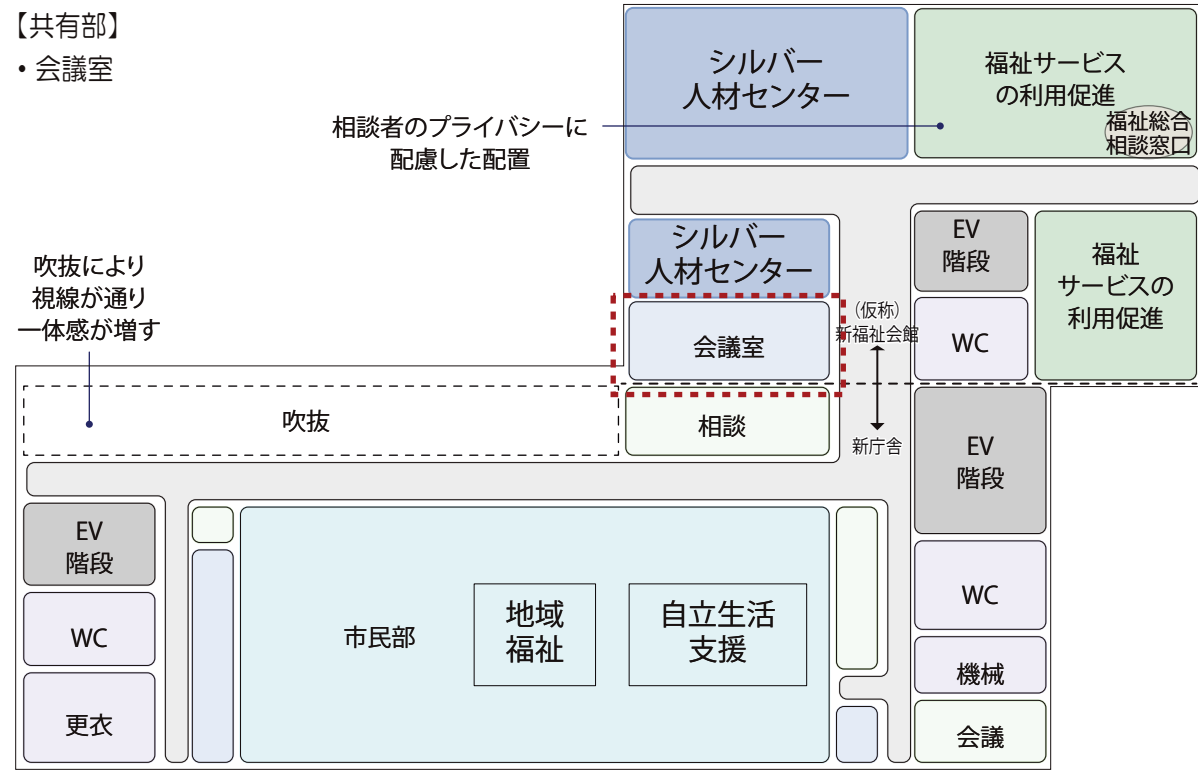 【共有部】
・会議室
シルバー
人材センター
福祉サービス
の利用促進
福祉総合
相談窓口
相談者のプライバシーに
配慮した配置
シルバー
人材センター
EV
階段
福祉
サービスの
利用促進
吹抜により
視線が通り
一体感が増す
会議室
（仮称）
新福祉会館
WC
吹抜
相談
新庁舎
EV
階段
EV
階段
WC
更衣
市民部
地域
福祉
自立生活
支援
WC
機械
会議